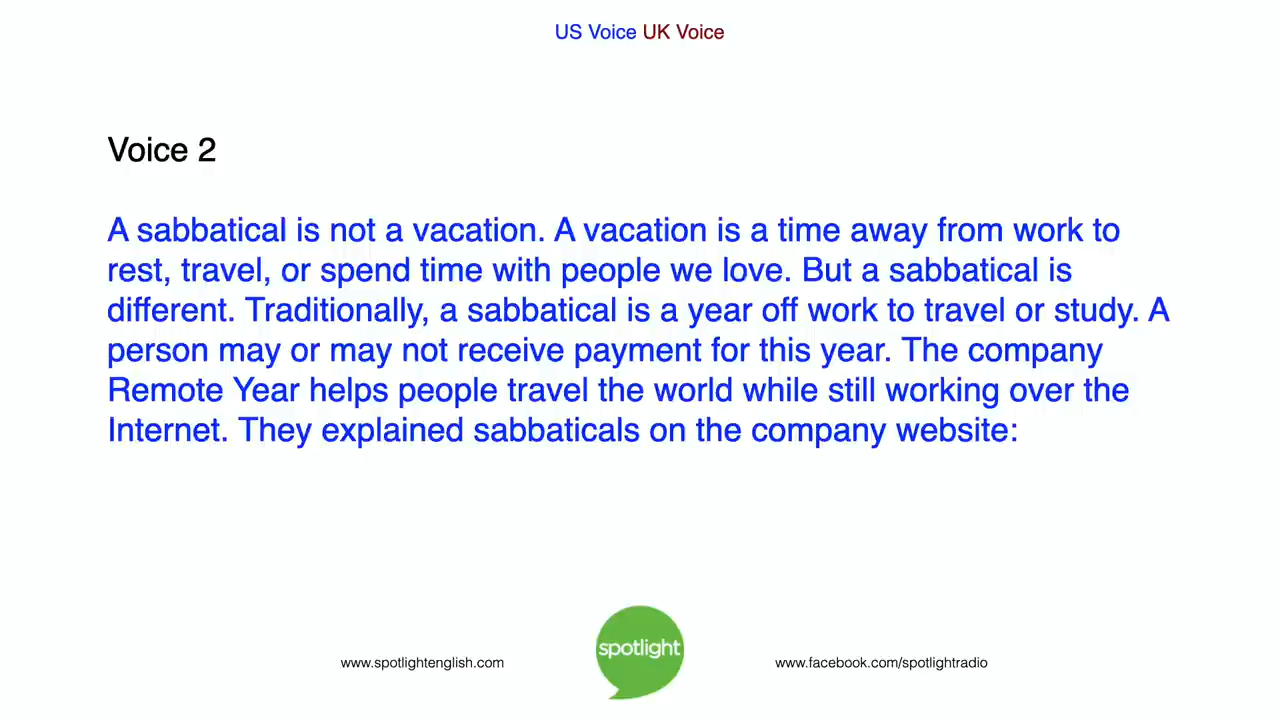 US Voice UK Voice
Voice 2
A sabbatical is not a vacation. A vacation is a time away from work to
rest, travel, or spend time with people we love. But a sabbatical is
different. Traditionally, a sabbatical is a year off work to travel or study. A
person may or may not receive payment for this year. The company
Remote Year helps people travel the world while still working over the
Internet. They explained sabbaticals on the company website:
spotlight
www.spotlightenglish.com
www.facebook.com/spotlightradio